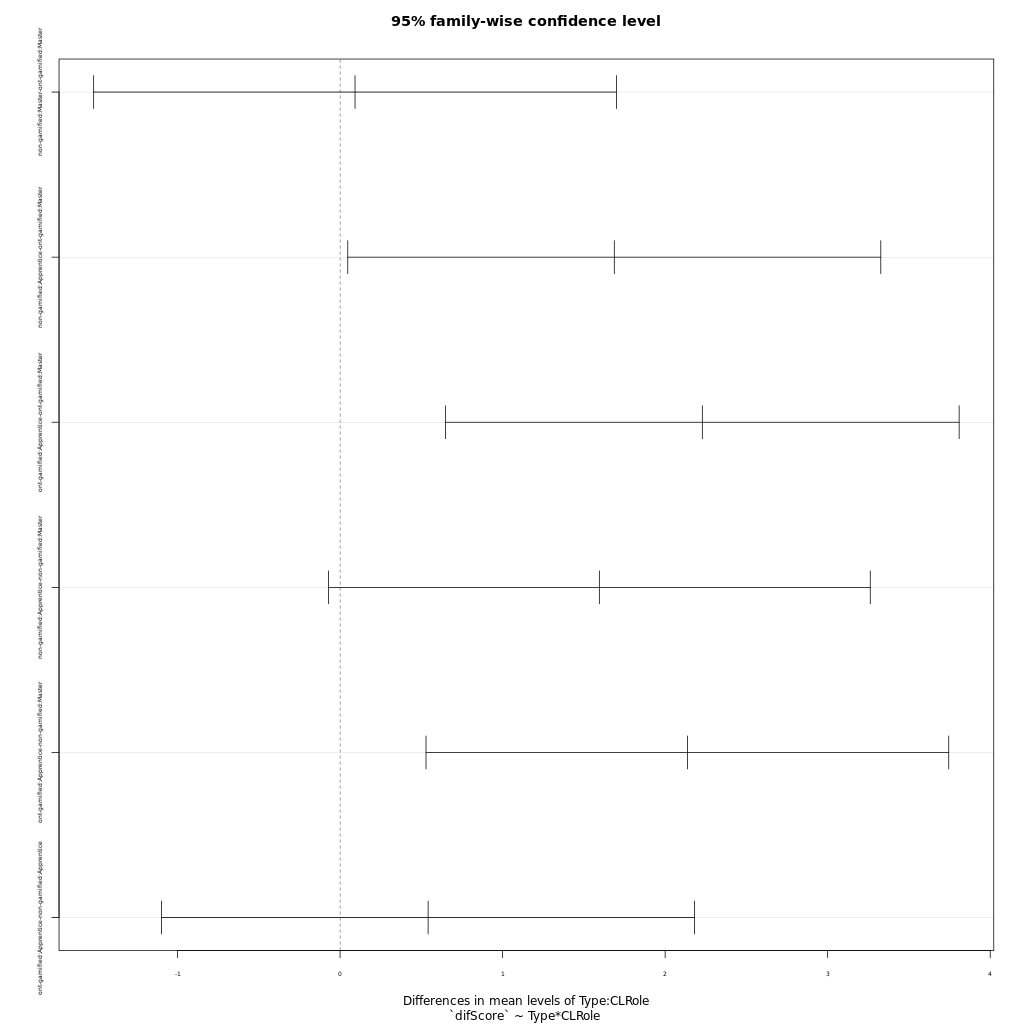 95% family-wise confidence level
non-gamified:Master-ont-gamified:Master
non-gamified:Apprentice-ont-gamified:Master
ont-gamified:Apprentice-ont-gamified:Master
non-gamified:Apprentice-non-gamified:Master
ont-gamified:Apprentice-non-gamified:Master
ont-gamified:Apprentice-non-gamified:Apprentice
-1 0 1 2 3 4
Differences in mean levels of Type:CLRole
`difScore` ~ Type*CLRole